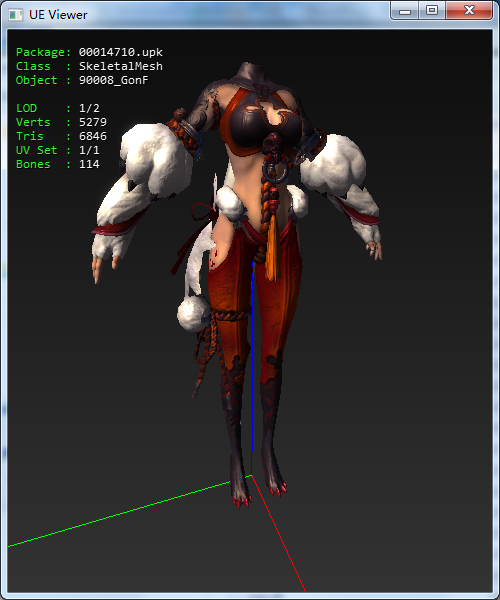 UE Viewer
Package: 00014710.upk
Class : SkeletalMesh
Object : 90008_GonF
LOD : 1/2
Verts : 5279
Tris : 6846
UV Set : 1/1
Bones : 114